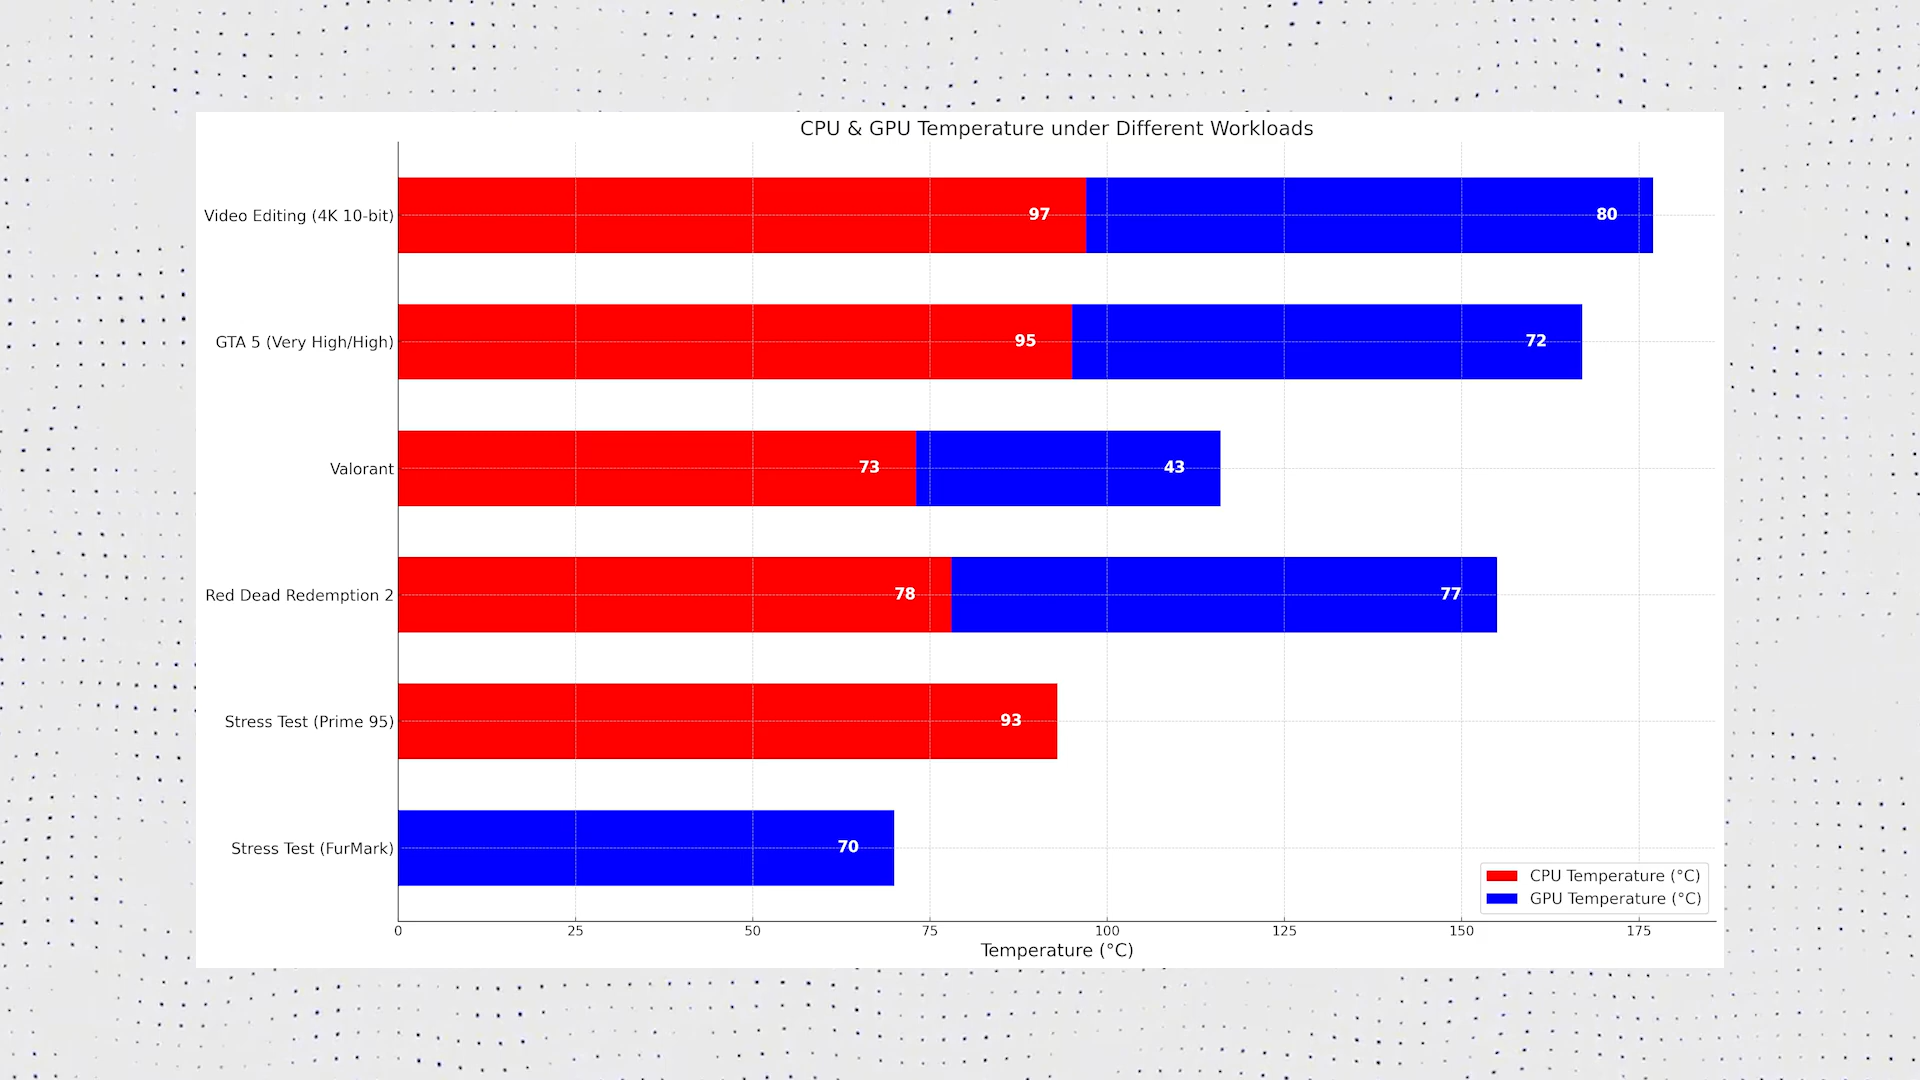 CPU & GPU Temperature under Different Workloads
Video Editing (4K 10-bit)
97
80
GTA 5 (Very High/High)
95
72
Valorant
73
43
Red Dead Redemption 2
78
77
Stress Test (Prime 95)
93
Stress Test (FurMark)
70
CPU Temperature (°C)
GPU Temperature (°C)
0 25 50 75 100 125 150 175
Temperature (°C)